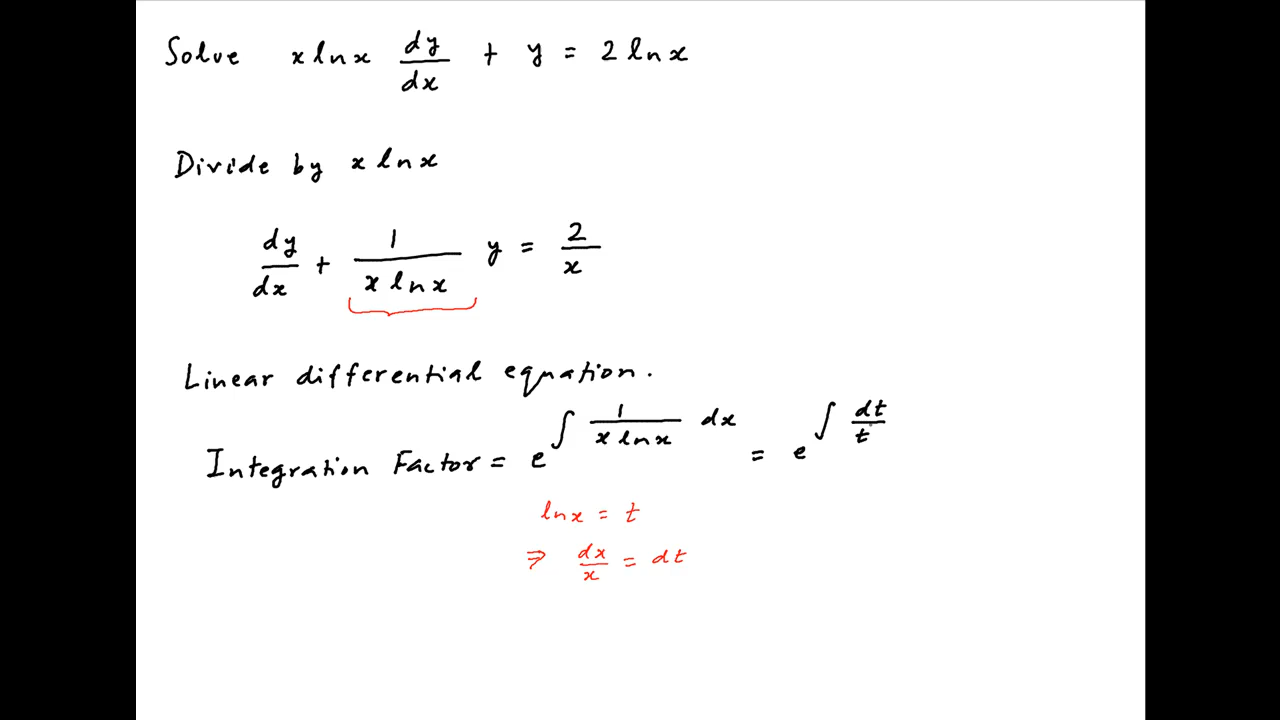 Solve x ln x dy/dx + y = 2 ln x
Divide by x ln x
dy/dx + 1/(x ln x) y = 2/x
Linear differential equation.
Integration Factor = e^∫ 1/(x ln x) dx = e^∫ dt/t
ln x = t
⇒ dx/x = dt